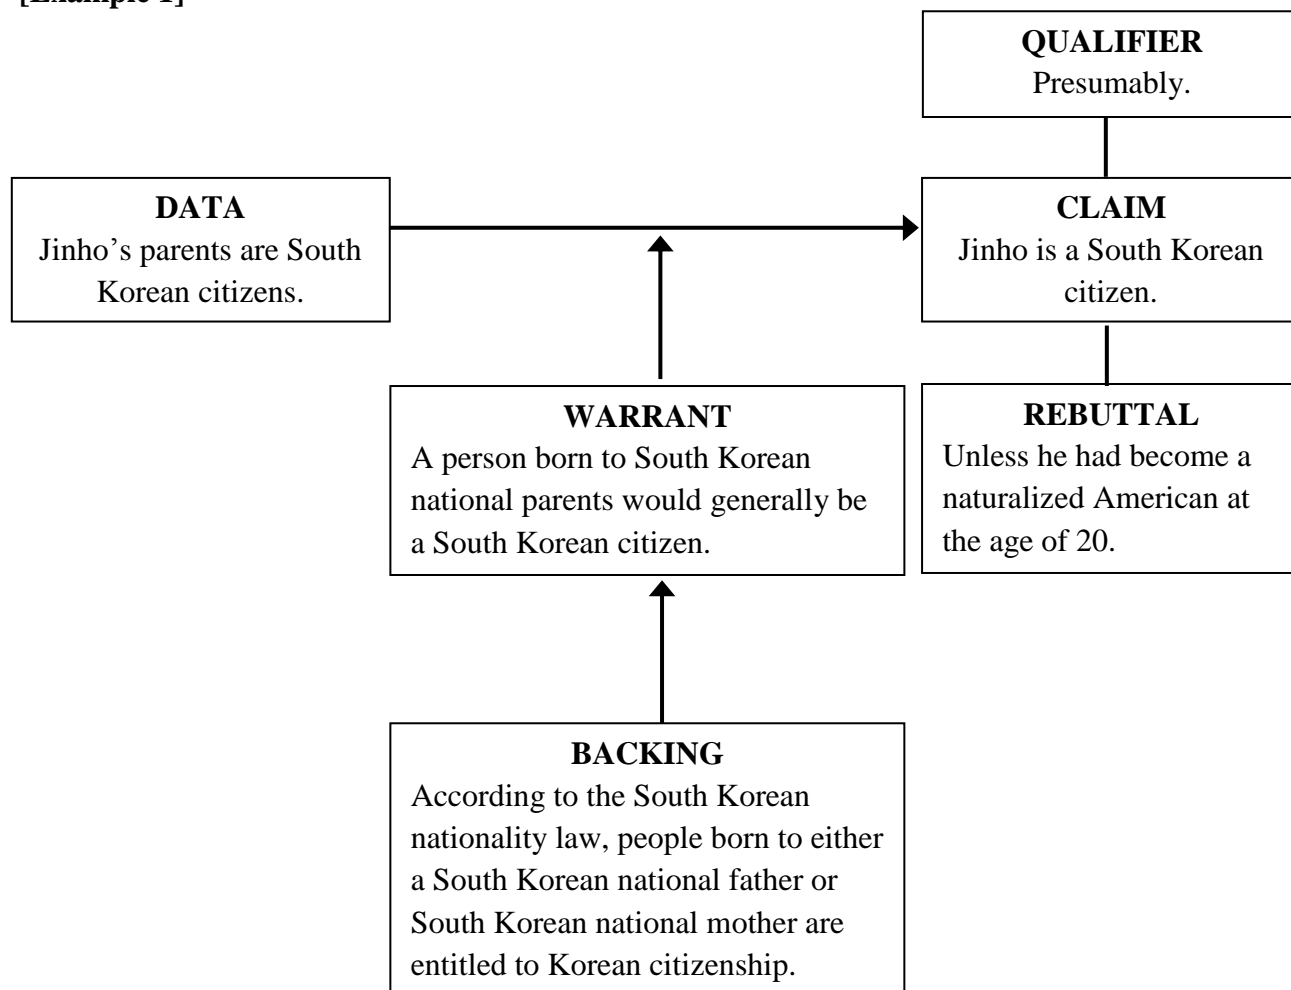 [Example 1]
QUALIFIER
Presumably.
DATA
Jinho’s parents are South
Korean citizens.
CLAIM
Jinho is a South Korean
citizen.
WARRANT
A person born to South Korean
national parents would generally be
a South Korean citizen.
REBUTTAL
Unless he had become a
naturalized American at
the age of 20.
BACKING
According to the South Korean
nationality law, people born to either
a South Korean national father or
South Korean national mother are
entitled to Korean citizenship.